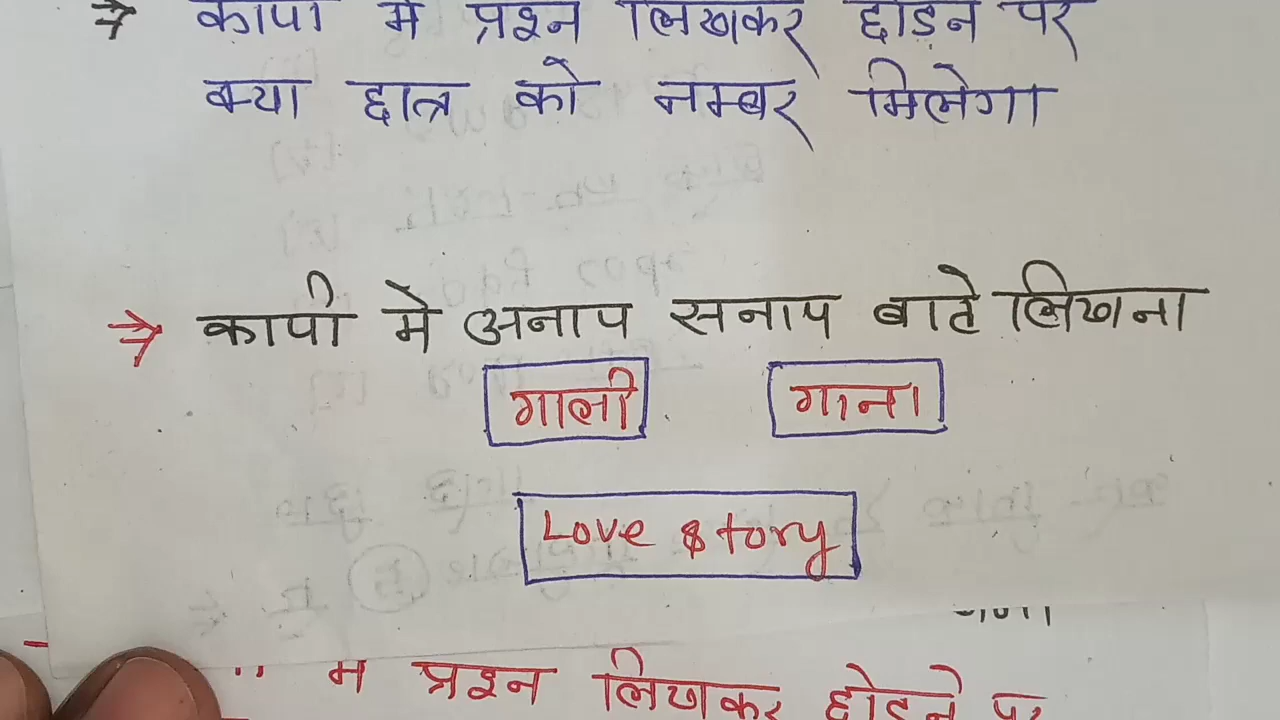 → कापी में प्रश्न लिखकर छोड़ने पर
क्या छात्र को नम्बर मिलेगा
→ कापी में अनाप सनाप बाते लिखना
गाली गाना
Love Story
में प्रश्न लिखकर छोड़ने पर